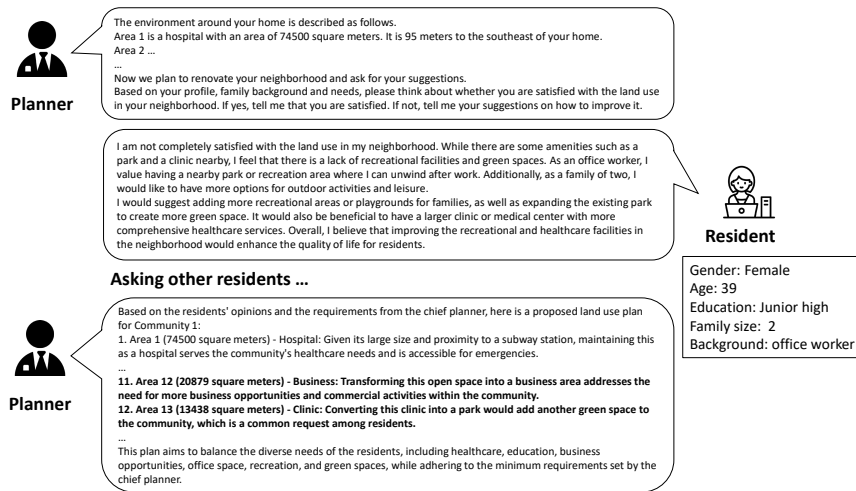 The environment around your home is described as follows.
Area 1 is a hospital with an area of 74500 square meters. It is 95 meters to the southeast of your home.
Area 2 ...
...
Now we plan to renovate your neighborhood and ask for your suggestions.
Based on your profile, family background and needs, please think about whether you are satisfied with the land use
in your neighborhood. If yes, tell me that you are satisfied. If not, tell me your suggestions on how to improve it.
Planner
I am not completely satisfied with the land use in my neighborhood. While there are some amenities such as a
park and a clinic nearby, I feel that there is a lack of recreational facilities and green spaces. As an office worker, I
value having a nearby park or recreation area where I can unwind after work. Additionally, as a family of two, I
would like to have more options for outdoor activities and leisure.
I would suggest adding more recreational areas or playgrounds for families, as well as expanding the existing park
to create more green space. It would also be beneficial to have a larger clinic or medical center with more
comprehensive healthcare services. Overall, I believe that improving the recreational and healthcare facilities in
the neighborhood would enhance the quality of life for residents.
Resident
Gender: Female
Age: 39
Education: Junior high
Family size: 2
Background: office worker
Asking other residents ...
Based on the residents' opinions and the requirements from the chief planner, here is a proposed land use plan
for Community 1:
1. Area 1 (74500 square meters) - Hospital: Given its large size and proximity to a subway station, maintaining this
as a hospital serves the community's healthcare needs and is accessible for emergencies.
...
11. Area 12 (20879 square meters) - Business: Transforming this open space into a business area addresses the
need for more business opportunities and commercial activities within the community.
12. Area 13 (13438 square meters) - Clinic: Converting this clinic into a park would add another green space to
the community, which is a common request among residents.
...
This plan aims to balance the diverse needs of the residents, including healthcare, education, business
opportunities, office space, recreation, and green spaces, while adhering to the minimum requirements set by the
chief planner.
Planner